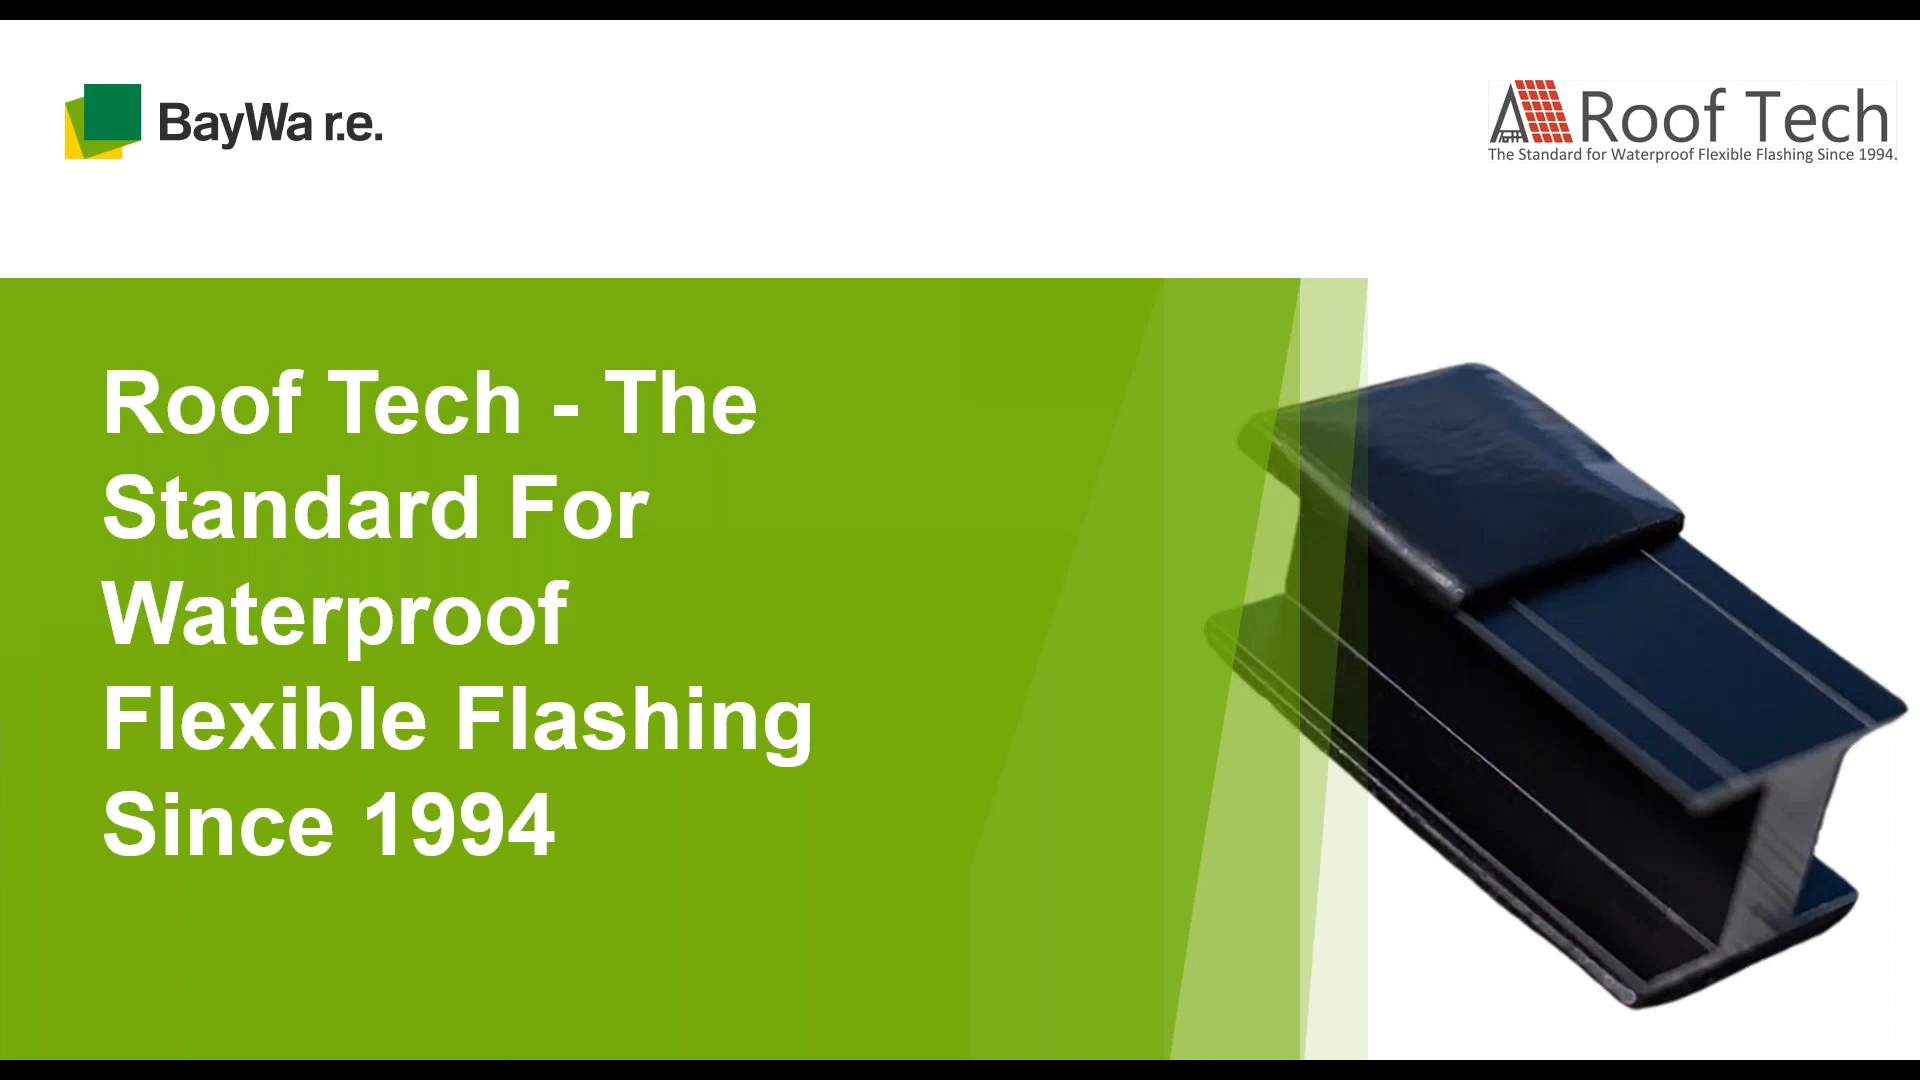 BayWa r.e.
Roof Tech
The Standard for Waterproof Flexible Flashing Since 1994.
Roof Tech - The
Standard For
Waterproof
Flexible Flashing
Since 1994